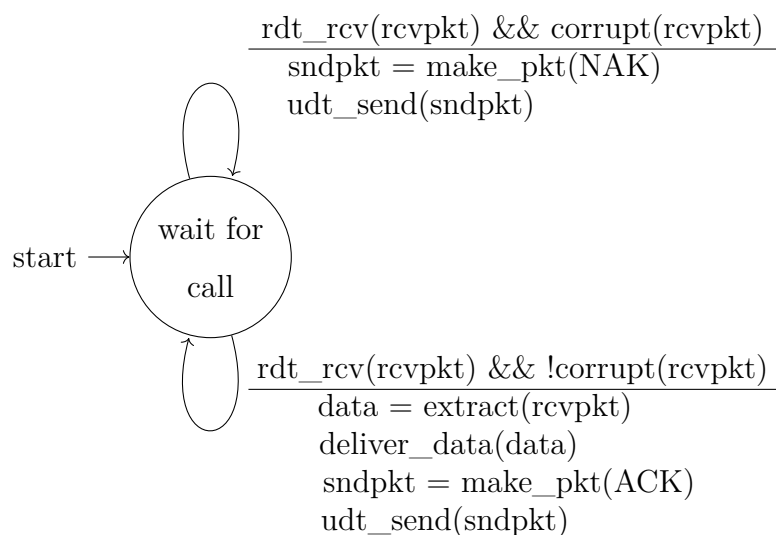 rdt_rcv(rcvpkt) && corrupt(rcvpkt)
sndpkt = make_pkt(NAK)
udt_send(sndpkt)
wait for
call
start
rdt_rcv(rcvpkt) && !corrupt(rcvpkt)
data = extract(rcvpkt)
deliver_data(data)
sndpkt = make_pkt(ACK)
udt_send(sndpkt)